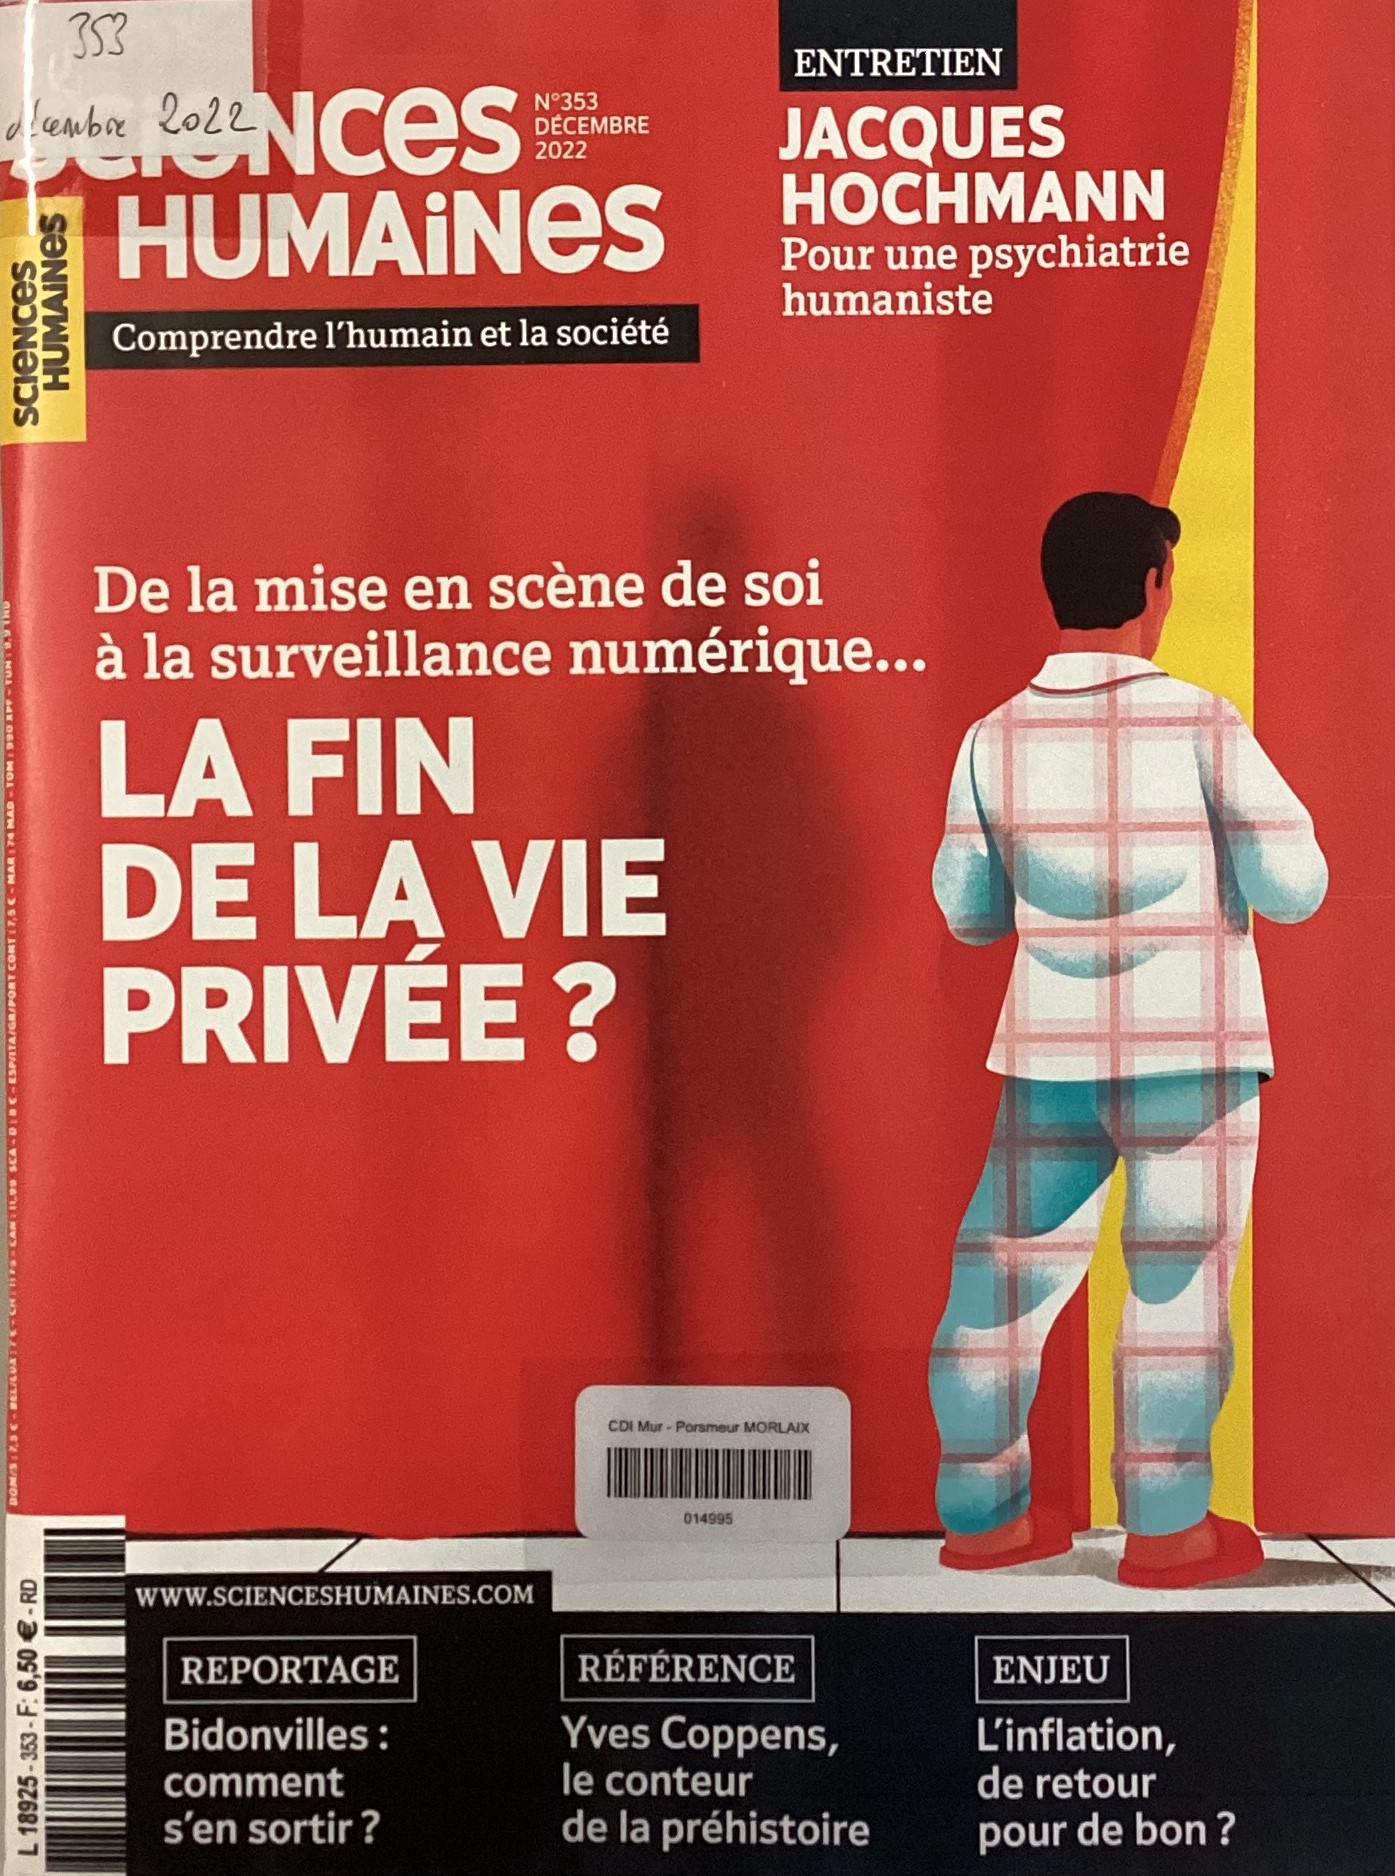 353
décembre 2022
SCIENCES
HUMAINES
N°353
DÉCEMBRE
2022
Comprendre l'humain et la société
SCIENCES
HUMAINES
ENTRETIEN
JACQUES
HOCHMANN
Pour une psychiatrie
humaniste
De la mise en scène de soi
à la surveillance numérique...
LA FIN
DE LA VIE
PRIVÉE ?
CDI Mur - Porsmeur MORLAIX
014995
WWW.SCIENCESHUMAINES.COM
REPORTAGE
Bidonvilles :
comment
s'en sortir ?
RÉFÉRENCE
Yves Coppens,
le conteur
de la préhistoire
ENJEU
L'inflation,
de retour
pour de bon ?
L 18925 - 353 - F: 6,50 € - RD